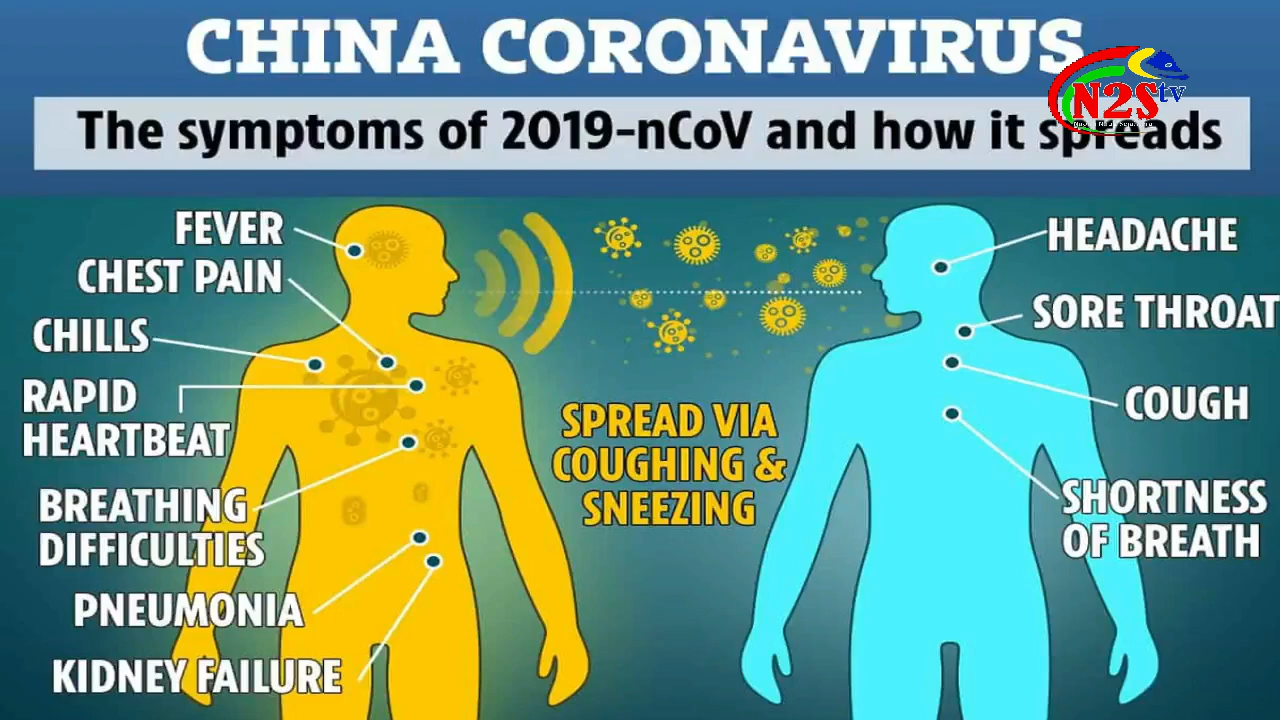 CHINA CORONAVIRUS
N2S tv
The symptoms of 2019-nCoV and how it spreads
FEVER
CHEST PAIN
CHILLS
RAPID
HEARTBEAT
BREATHING
DIFFICULTIES
PNEUMONIA
KIDNEY FAILURE
SPREAD VIA
COUGHING &
SNEEZING
HEADACHE
SORE THROAT
COUGH
SHORTNESS
OF BREATH